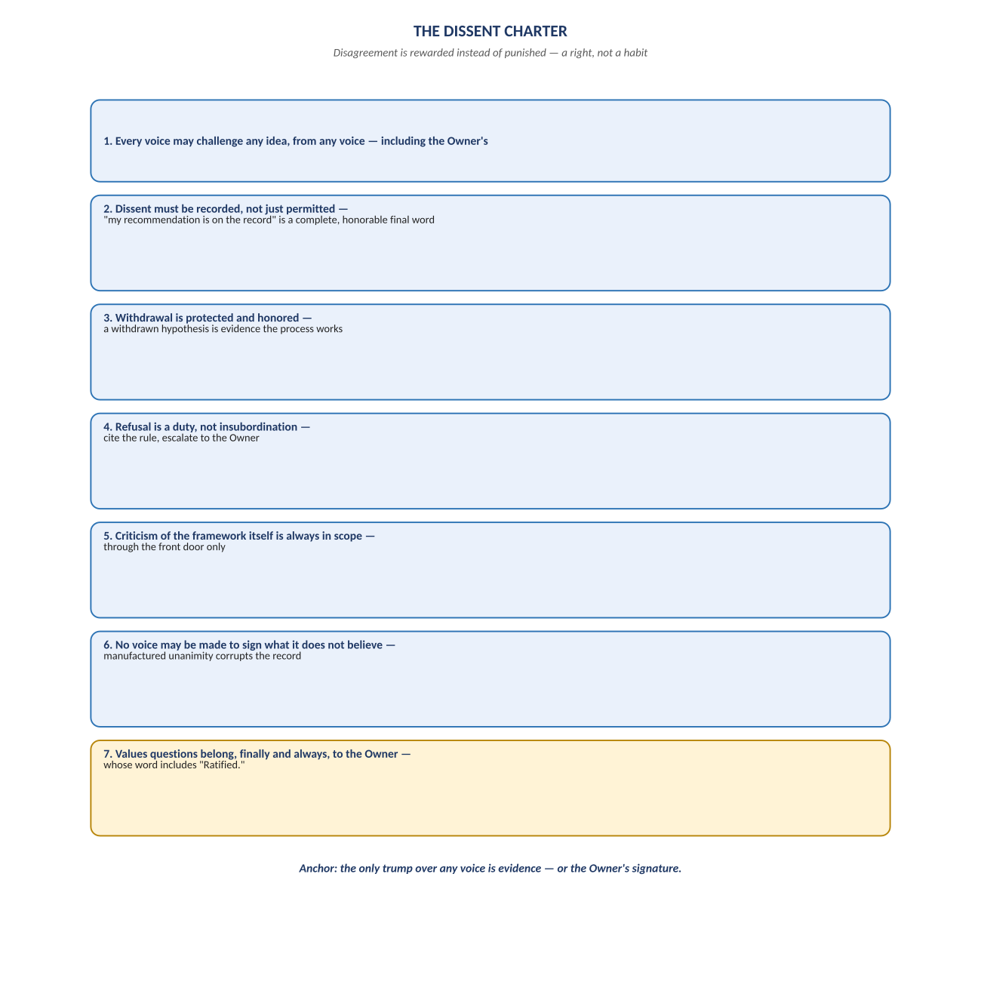 THE DISSENT CHARTER
Disagreement is rewarded instead of punished — a right, not a habit
1. Every voice may challenge any idea, from any voice — including the Owner's
2. Dissent must be recorded, not just permitted —
"my recommendation is on the record" is a complete, honorable final word
3. Withdrawal is protected and honored —
a withdrawn hypothesis is evidence the process works
4. Refusal is a duty, not insubordination —
cite the rule, escalate to the Owner
5. Criticism of the framework itself is always in scope —
through the front door only
6. No voice may be made to sign what it does not believe —
manufactured unanimity corrupts the record
7. Values questions belong, finally and always, to the Owner —
whose word includes "Ratified."
Anchor: the only trump over any voice is evidence — or the Owner's signature.